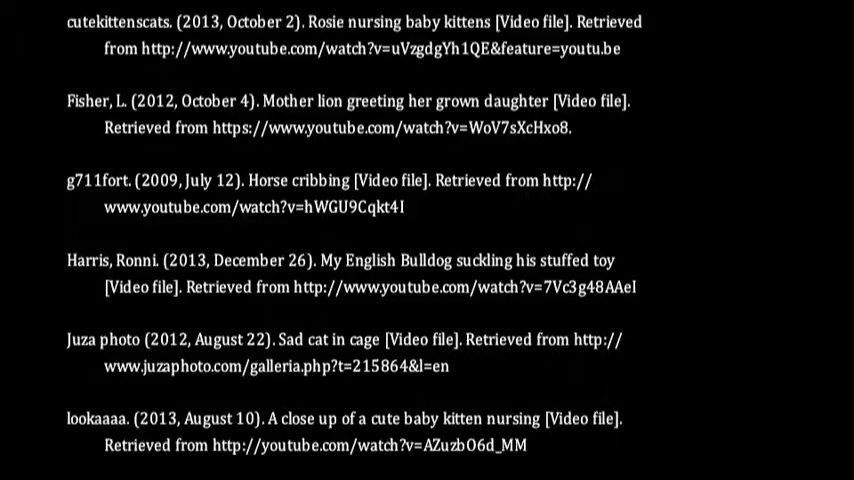 cutekittenscats. (2013, October 2). Rosie nursing baby kittens [Video file]. Retrieved
from http://www.youtube.com/watch?v=uVzgdgYh1QE&feature=youtu.be
Fisher, L. (2012, October 4). Mother lion greeting her grown daughter [Video file].
Retrieved from https://www.youtube.com/watch?v=WoV7sXcHxo8.
g711fort. (2009, July 12). Horse cribbing [Video file]. Retrieved from http://
www.youtube.com/watch?v=hWGU9Cqkt4I
Harris, Ronni. (2013, December 26). My English Bulldog suckling his stuffed toy
[Video file]. Retrieved from http://www.youtube.com/watch?v=7Vc3g48AAeI
Juza photo (2012, August 22). Sad cat in cage [Video file]. Retrieved from http://
www.juzaphoto.com/galleria.php?t=215864&l=en
lookaaaa. (2013, August 10). A close up of a cute baby kitten nursing [Video file].
Retrieved from http://youtube.com/watch?v=AZuzbO6d_MM